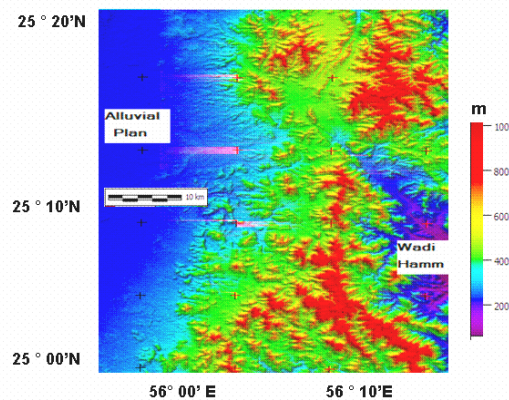 25 ° 20'N
Alluvial
Plan
10 km
25 ° 10'N
Wadi
Hamm
25 ° 00'N
56 ° 00' E
56 ° 10' E
m
100
800
600
400
200